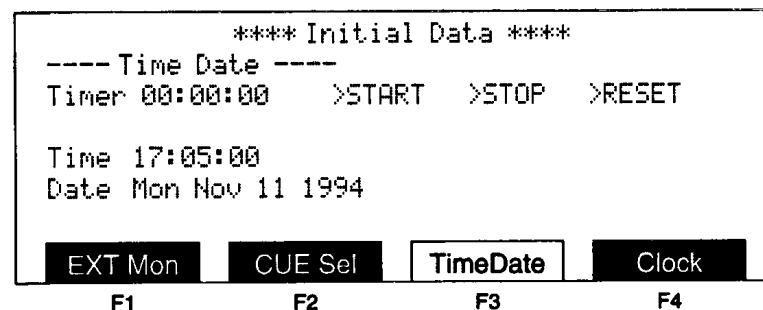 **** Initial Data ****
---- Time Date ----
Timer 00:00:00 >START >STOP >RESET
Time 17:05:00
Date Mon Nov 11 1994
EXT Mon CUE Sel TimeDate Clock
F1 F2 F3 F4